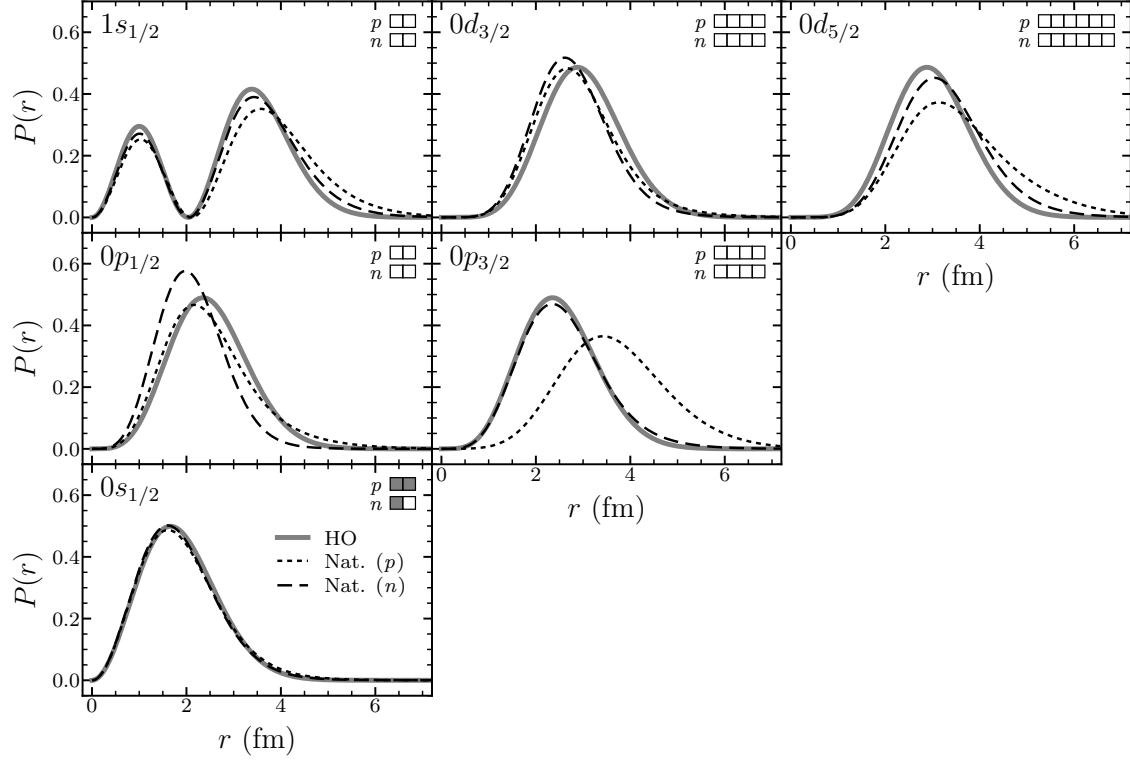 1s1/2
p
n
0d3/2
p
n
0d5/2
p
n
P(r)
0.6
0.4
0.2
0.0
0 2 4 6
r (fm)
0p1/2
p
n
0p3/2
p
n
P(r)
0.6
0.4
0.2
0.0
0 2 4 6
r (fm)
0s1/2
p
n
P(r)
0.6
0.4
0.2
0.0
HO
Nat. (p)
Nat. (n)
0 2 4 6
r (fm)